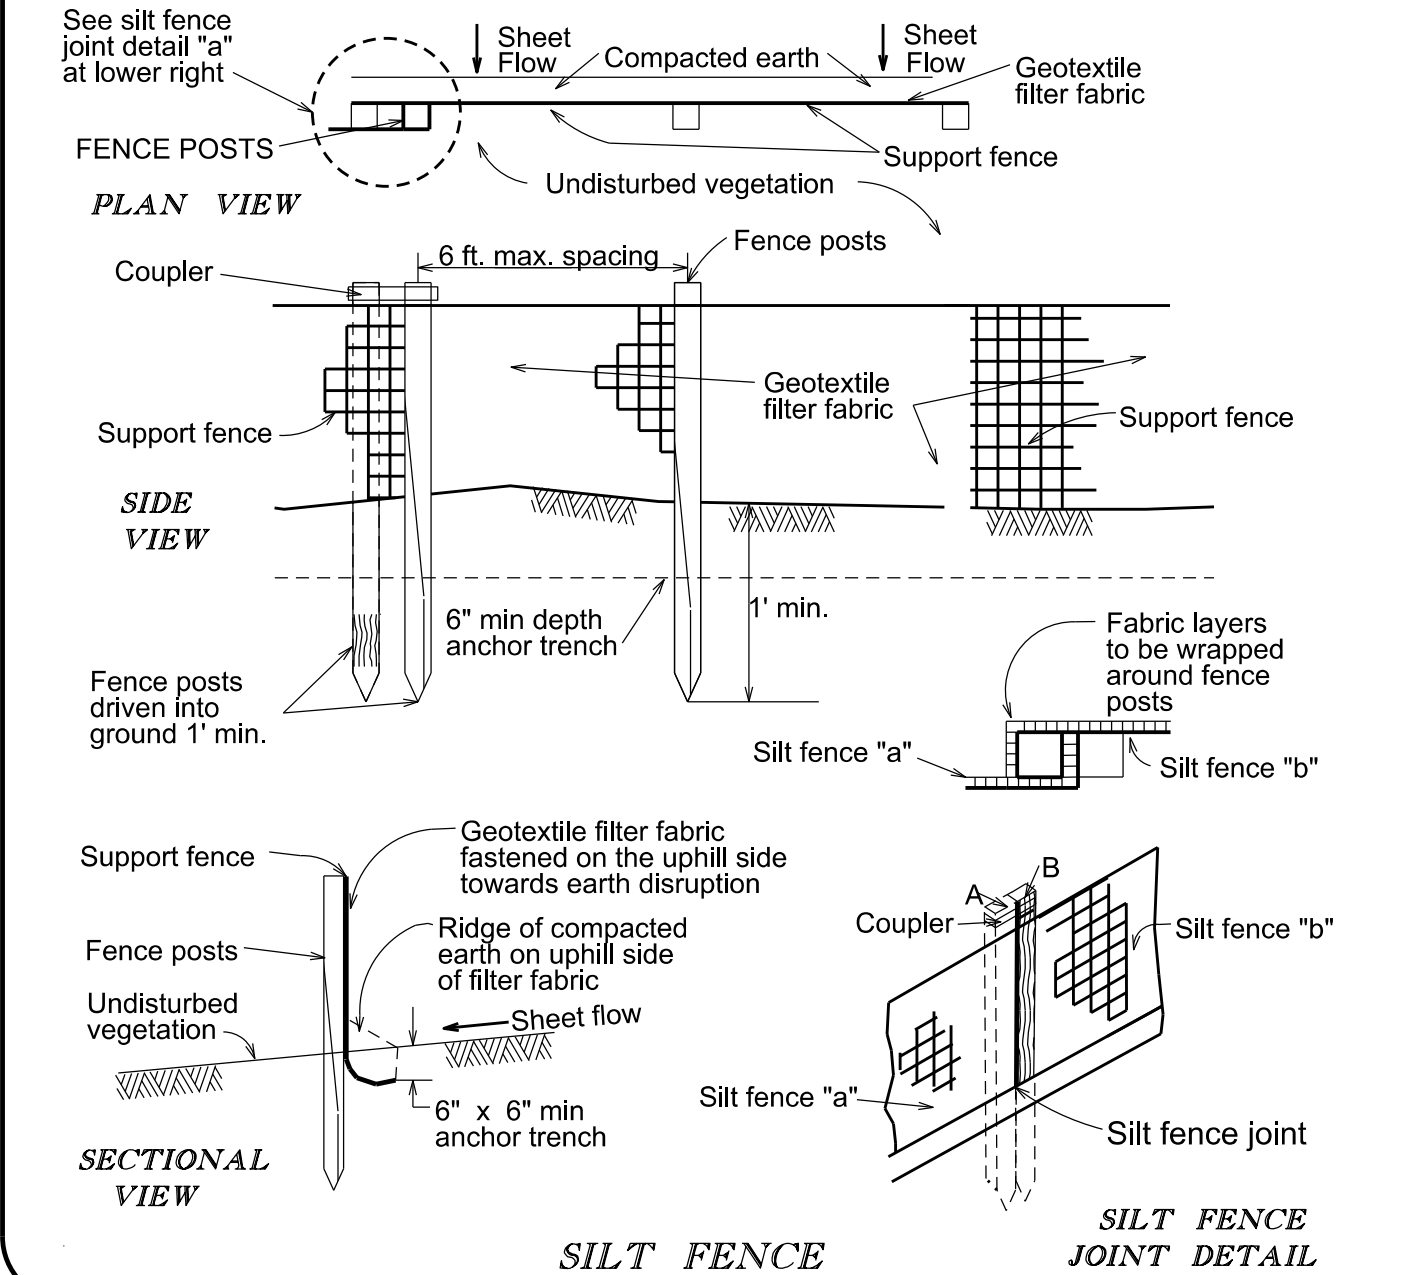 See silt fence
joint detail "a"
at lower right
Sheet
Flow
Compacted earth
Sheet
Flow
Geotextile
filter fabric
FENCE POSTS
Support fence
Undisturbed vegetation
PLAN VIEW
Fence posts
6 ft. max. spacing
Coupler
Geotextile
filter fabric
Support fence
Support fence
SIDE
VIEW
6" min depth
anchor trench
1' min.
Fence posts
driven into
ground 1' min.
Fabric layers
to be wrapped
around fence
posts
Silt fence "a"
Silt fence "b"
Support fence
Geotextile filter fabric
fastened on the uphill side
towards earth disruption
Fence posts
Ridge of compacted
earth on uphill side
of filter fabric
Undisturbed
vegetation
Sheet flow
6" x 6" min
anchor trench
SECTIONAL
VIEW
A
B
Coupler
Silt fence "b"
Silt fence "a"
Silt fence joint
SILT FENCE
JOINT DETAIL
SILT FENCE